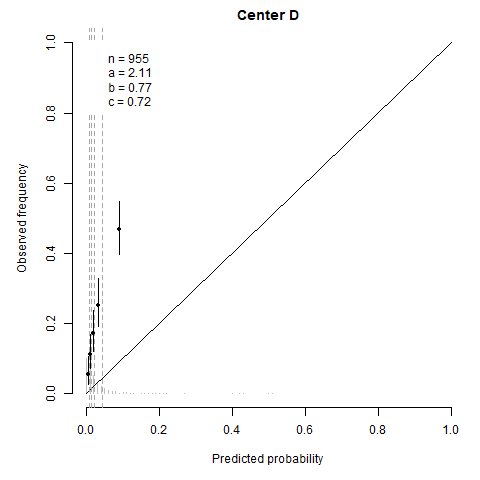 Center D
n = 955
a = 2.11
b = 0.77
c = 0.72
Observed frequency
1.0
0.8
0.6
0.4
0.2
0.0
0.0 0.2 0.4 0.6 0.8 1.0
Predicted probability